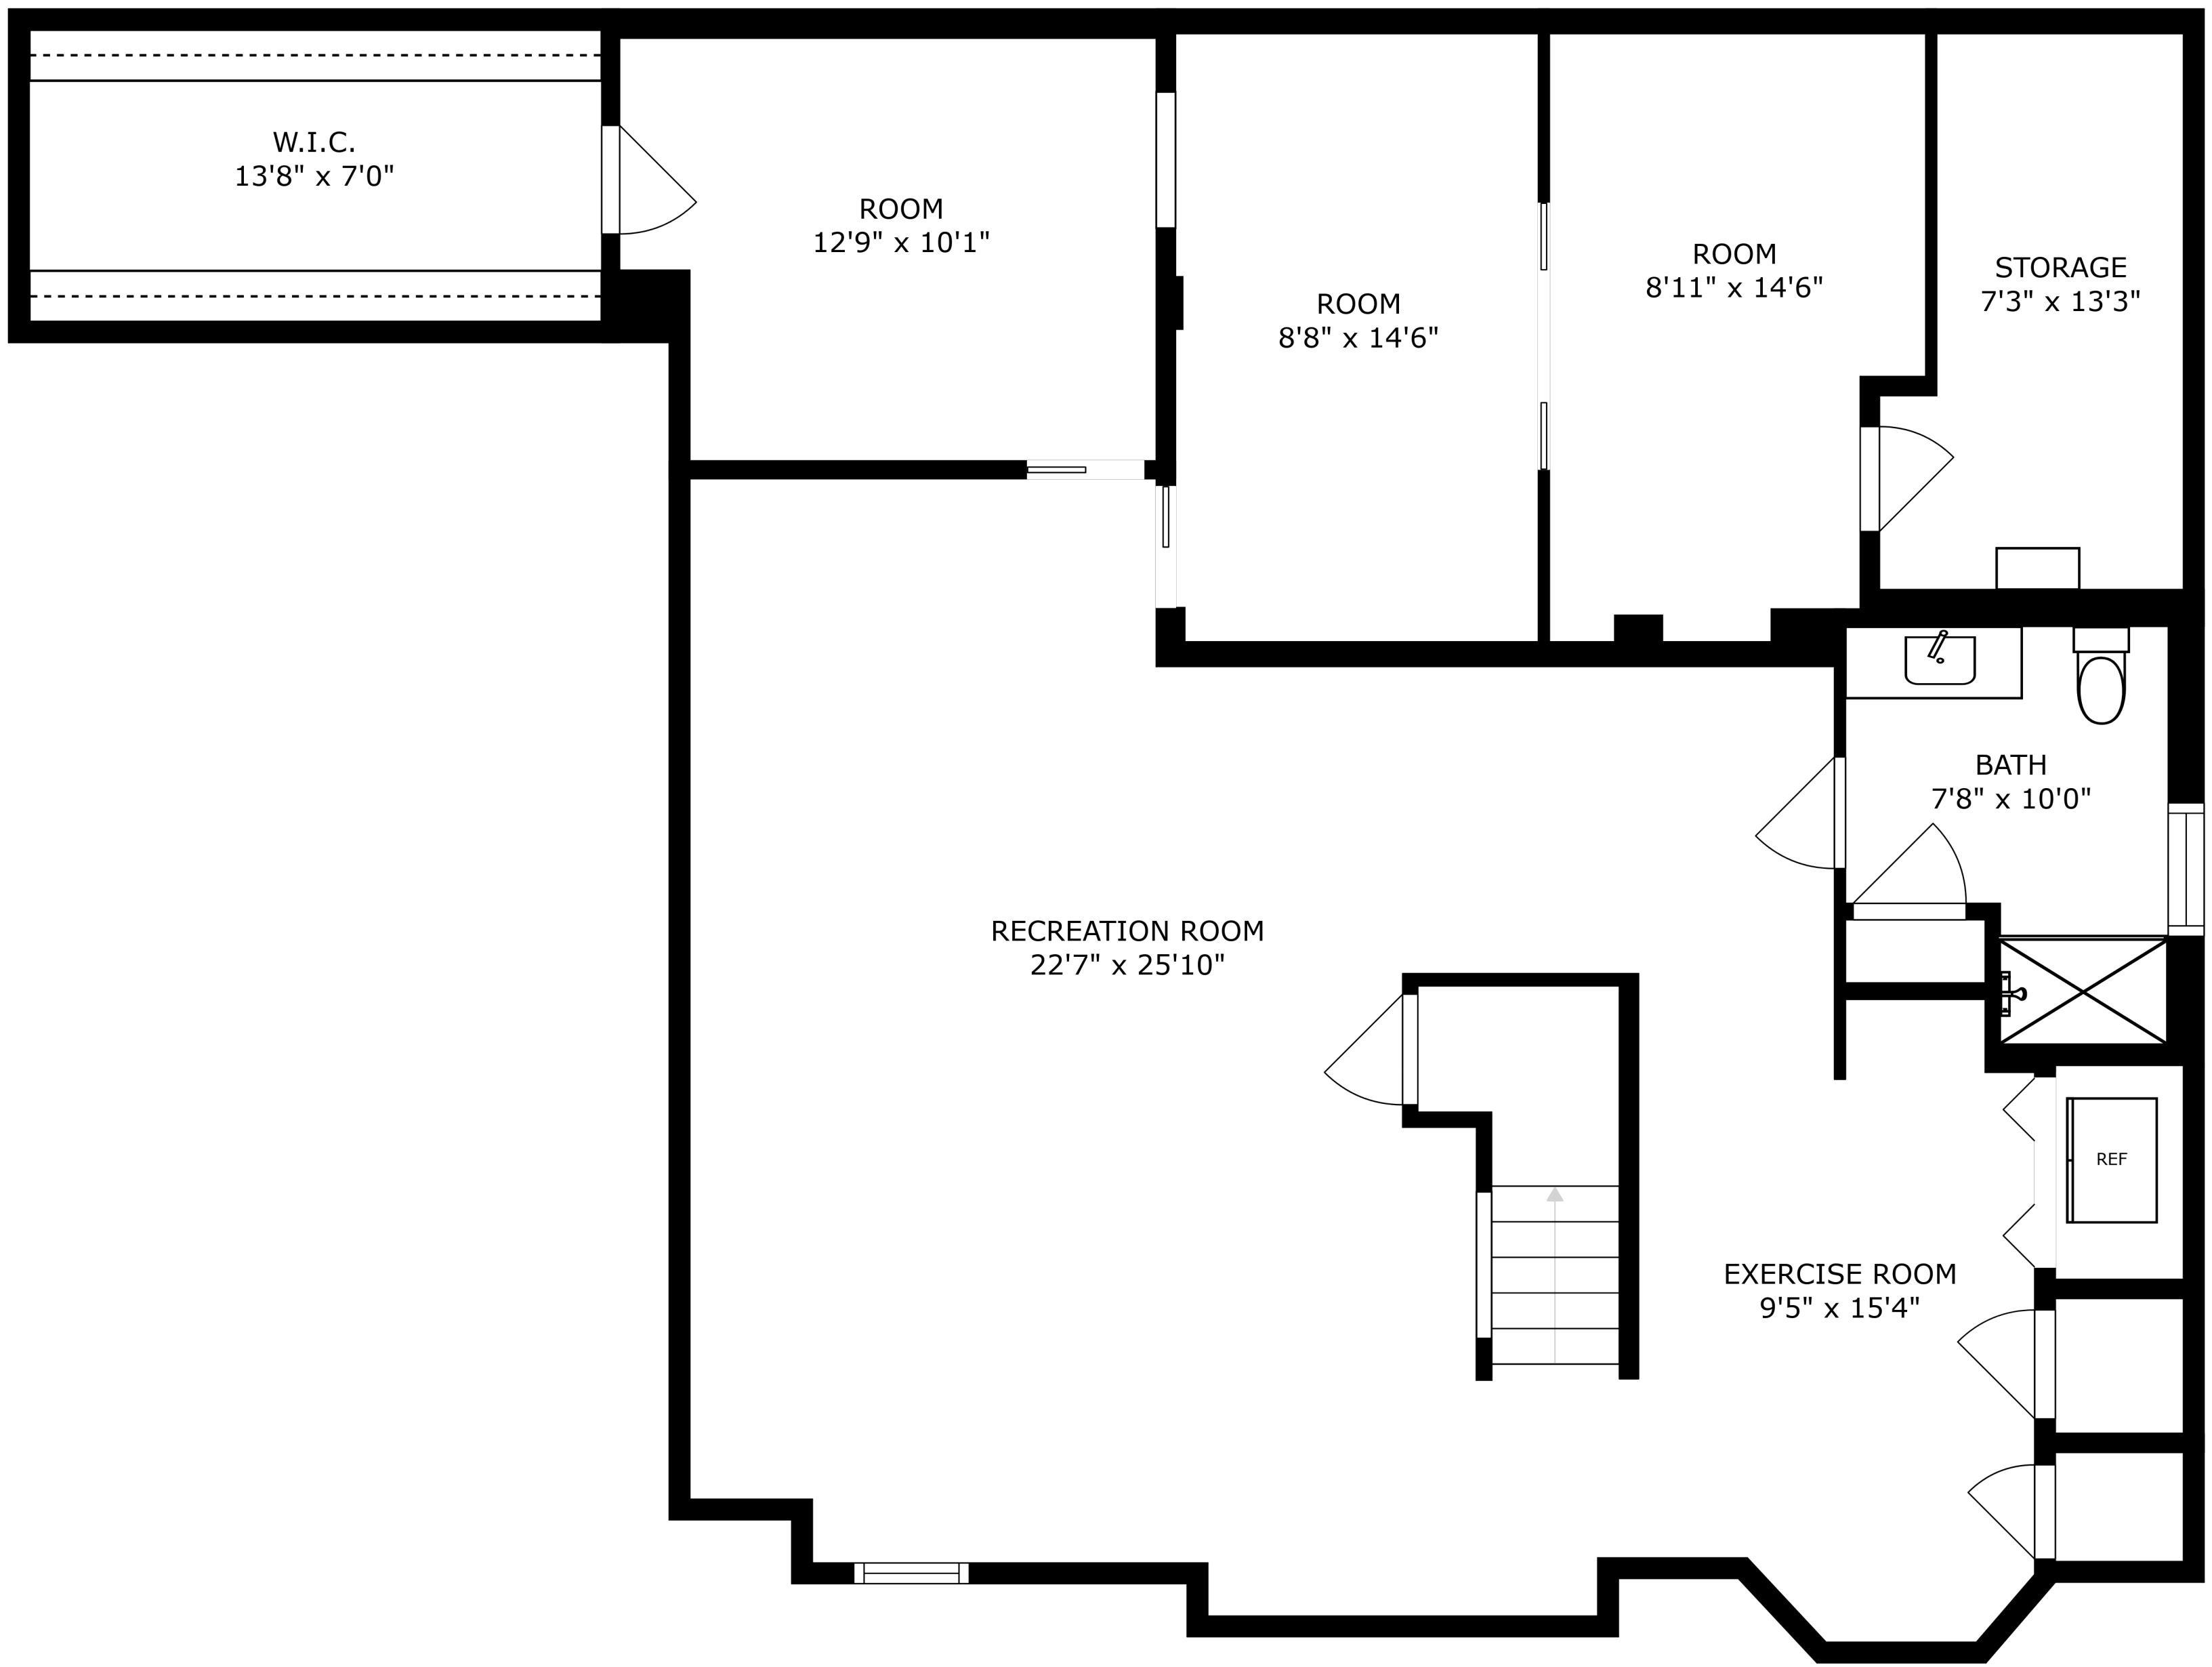 W.I.C.
13'8" x 7'0"
ROOM
12'9" x 10'1"
ROOM
8'8" x 14'6"
ROOM
8'11" x 14'6"
STORAGE
7'3" x 13'3"
BATH
7'8" x 10'0"
RECREATION ROOM
22'7" x 25'10"
REF
EXERCISE ROOM
9'5" x 15'4"